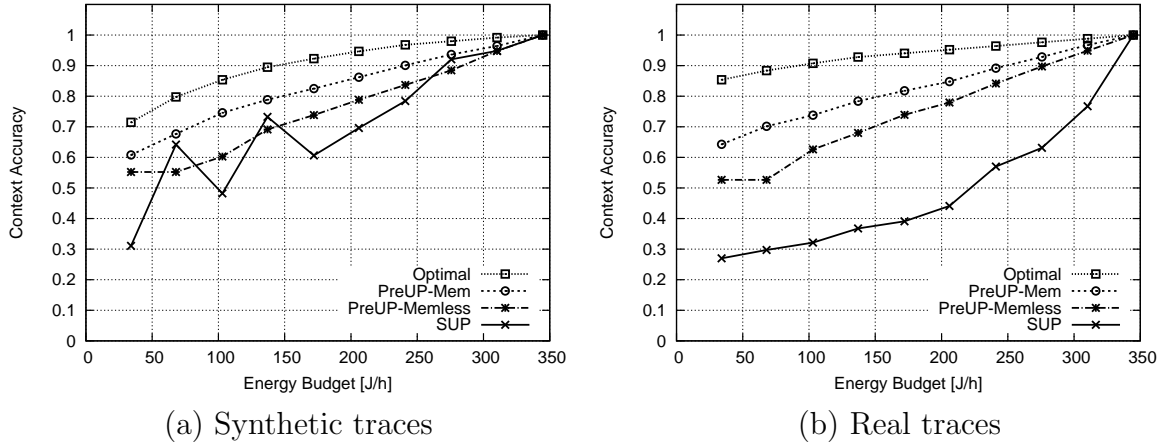 1
0.9
0.8
0.7
0.6
0.5
0.4
0.3
0.2
0.1
0
Context Accuracy
Optimal
PreUP-Mem
PreUP-Memless
SUP
0 50 100 150 200 250 300 350
Energy Budget [J/h]
(a) Synthetic traces
1
0.9
0.8
0.7
0.6
0.5
0.4
0.3
0.2
0.1
0
Context Accuracy
Optimal
PreUP-Mem
PreUP-Memless
SUP
0 50 100 150 200 250 300 350
Energy Budget [J/h]
(b) Real traces